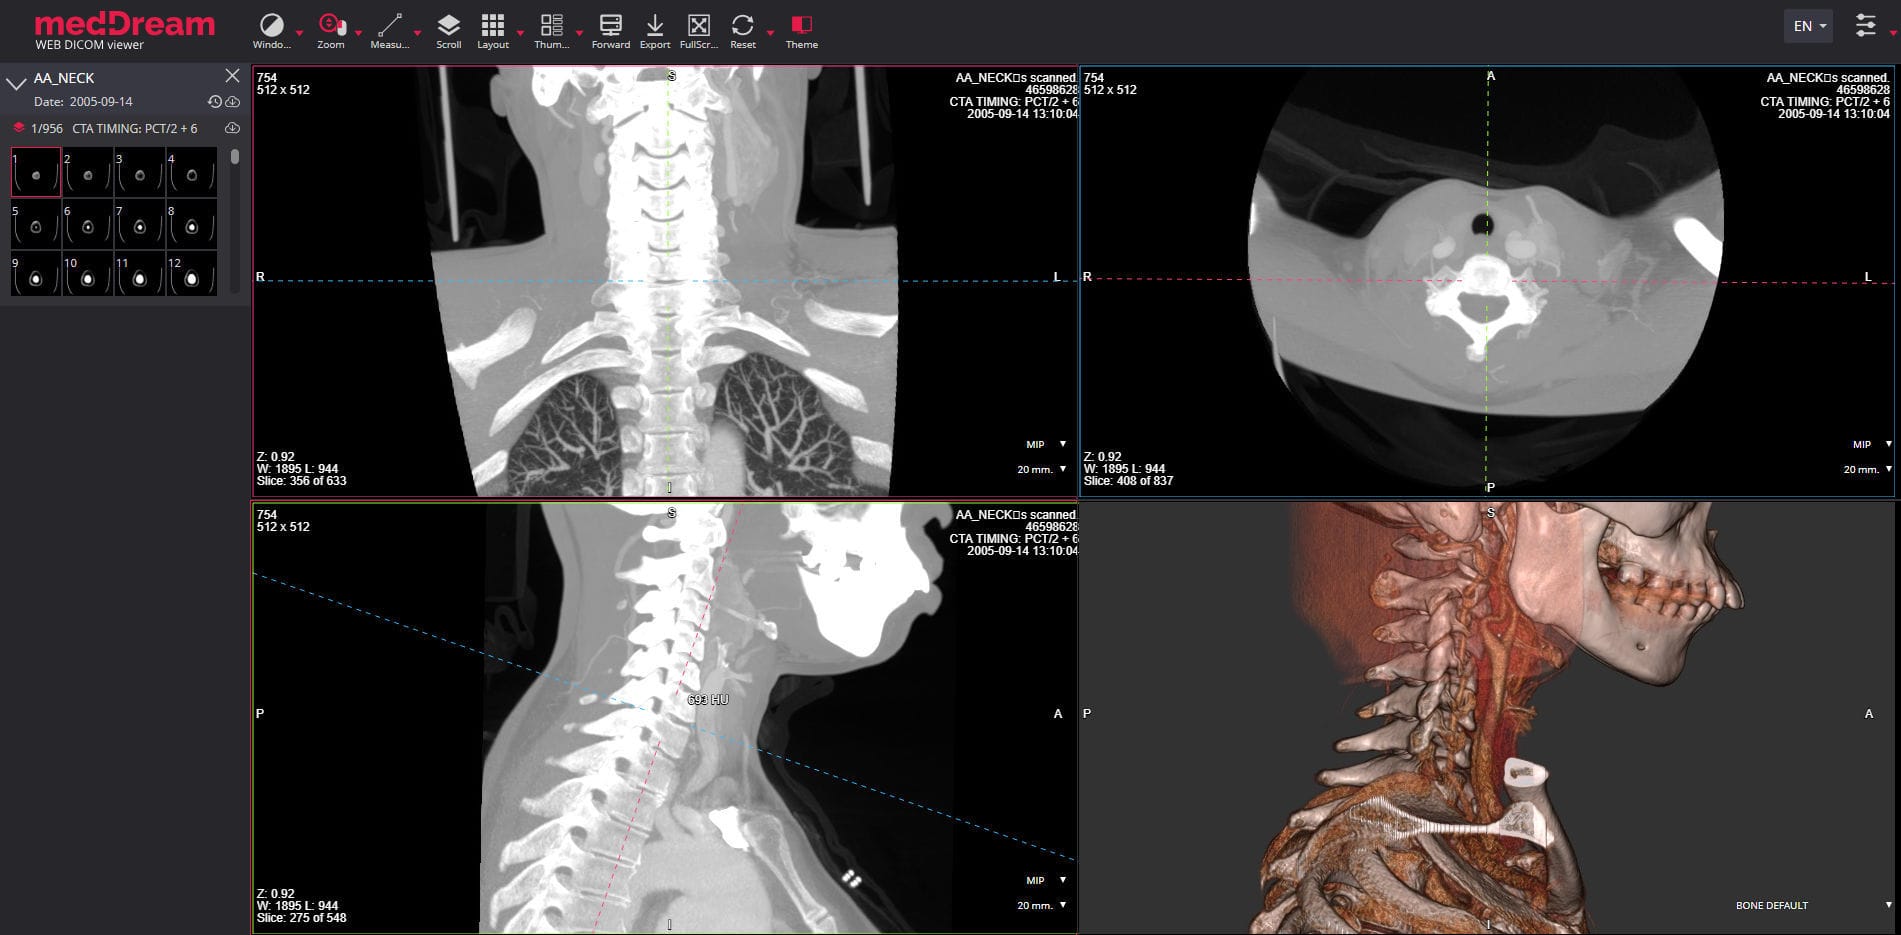 medDream
WEB DICOM viewer
Windo...
Zoom
Measu...
Scroll
Layout
Thum...
Forward
Export
FullScr...
Reset
Theme
EN
AA_NECK
Date: 2005-09-14
1/956 CTA TIMING: PCT/2 + 6
1
2
3
4
5
6
7
8
9
10
11
12
754
512 x 512
S
AA_NECK□s scanned
46598628
CTA TIMING: PCT/2 + 6
2005-09-14 13:10:04
R
L
MIP
20 mm.
Z: 0.92
W: 1895 L: 944
Slice: 356 of 633
I
754
512 x 512
A
AA_NECK□s scanned.
46598628
CTA TIMING: PCT/2 + 6
2005-09-14 13:10:04
R
L
MIP
20 mm.
Z: 0.92
W: 1895 L: 944
Slice: 408 of 837
P
754
512 x 512
S
AA_NECK□s scanned
46598628
CTA TIMING: PCT/2 + 6
2005-09-14 13:10:04
693 HU
P
A
MIP
20 mm.
Z: 0.92
W: 1895 L: 944
Slice: 275 of 548
I
S
P
A
BONE DEFAULT
I